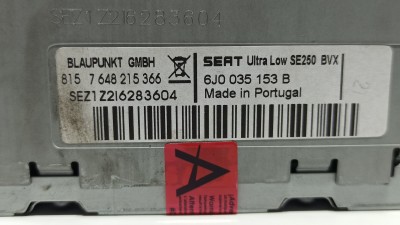 SEZ1Z2I6283604
BLAUPUNKT GMBH
815 7 648 215 366
SEZ1Z2I6283604
SEAT Ultra Low SE250 BVX
6J0 035 153 B
Made in Portugal
A